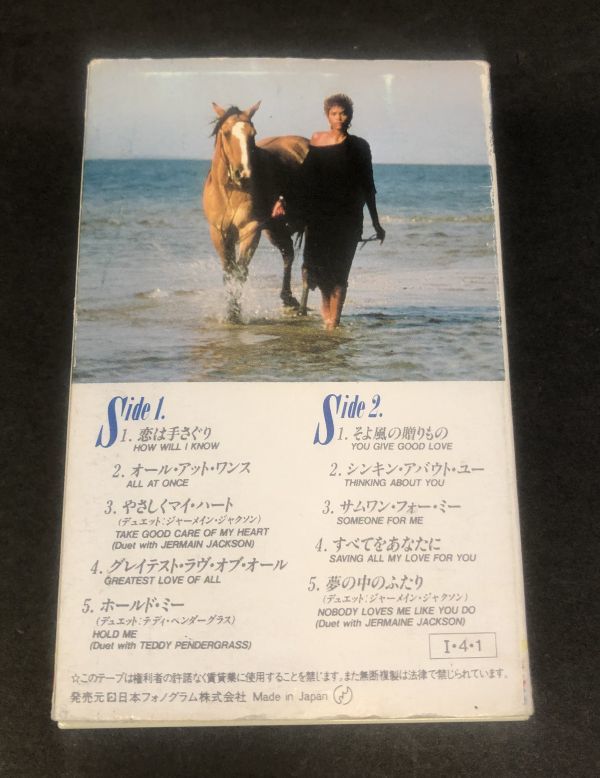 Side 1.
1. 恋は手さぐり
HOW WILL I KNOW
2. オール・アット・ワンス
ALL AT ONCE
3. やさしくマイ・ハート
(デュエット:ジャーメイン・ジャクソン)
TAKE GOOD CARE OF MY HEART
(Duet with JERMAIN JACKSON)
4. グレイテスト・ラヴ・オブ・オール
GREATEST LOVE OF ALL
5. ホールド・ミー
(デュエット:テディ・ペンダーグラス)
HOLD ME
(Duet with TEDDY PENDERGRASS)
Side 2.
1. そよ風の贈りもの
YOU GIVE GOOD LOVE
2. シンキン・アバウト・ユー
THINKING ABOUT YOU
3. サムワン・フォー・ミー
SOMEONE FOR ME
4. すべてをあなたに
SAVING ALL MY LOVE FOR YOU
5. 夢の中のふたり
(デュエット:ジャーメイン・ジャクソン)
NOBODY LOVES ME LIKE YOU DO
(Duet with JERMAINE JACKSON)
I・4・1
☆このテープは権利者の許諾なく賃貸業に使用することを禁じます。また無断複製は法律で禁じられています。
発売元 日本フォノグラム株式会社 Made in Japan